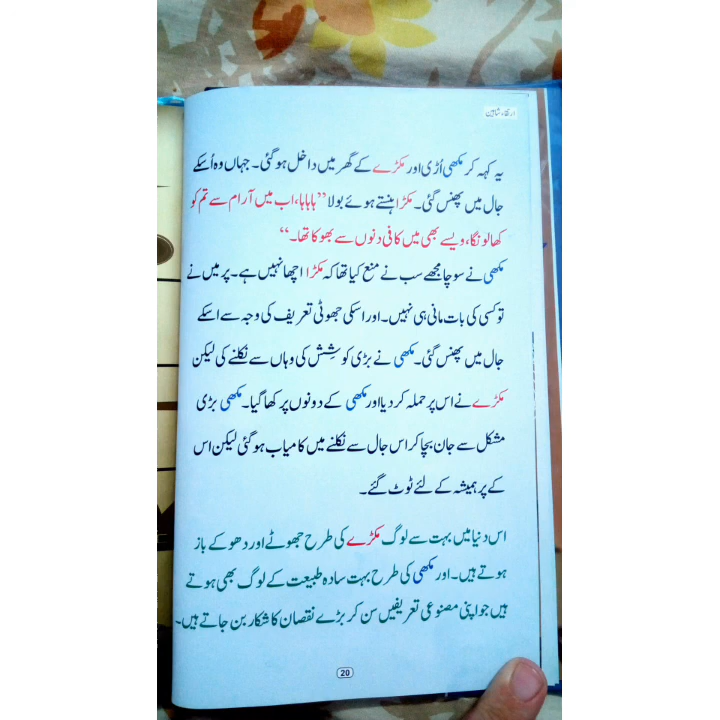 ارتقاء شاہین
یہ کہہ کر مکھی اُڑی اور مکڑے کے گھر میں داخل ہو گئی۔ جہاں وہ اُسکے
جال میں پھنس گئی۔ مکڑا ہنستے ہوئے بولا ”ہاہاہا، اب میں آرام سے تم کو
کھالونگا، ویسے بھی میں کافی دنوں سے بھوکا تھا۔“
مکھی نے سوچا مجھے سب نے منع کیا تھا کہ مکڑا اچھا نہیں ہے۔ پر میں نے
تو کسی کی بات مانی ہی نہیں۔ اور اسکی جھوٹی تعریف کی وجہ سے اسکے
جال میں پھنس گئی۔ مکھی نے بڑی کوشِش کی وہاں سے نکلنے کی لیکن
مکڑے نے اس پر حملہ کر دیا اور مکھی کے دونوں پر کھا گیا۔ مکھی بڑی
مشکل سے جان بچا کر اس جال سے نکلنے میں کامیاب ہو گئی لیکن اس
کے پر ہمیشہ کے لئے ٹوٹ گئے۔
اس دنیا میں بہت سے لوگ مکڑے کی طرح جھوٹے اور دھوکے باز
ہوتے ہیں۔ اور مکھی کی طرح بہت سادہ طبیعت کے لوگ بھی ہوتے
ہیں جو اپنی مصنوعی تعریفیں سن کر بڑے نقصان کا شکار بن جاتے ہیں۔
20